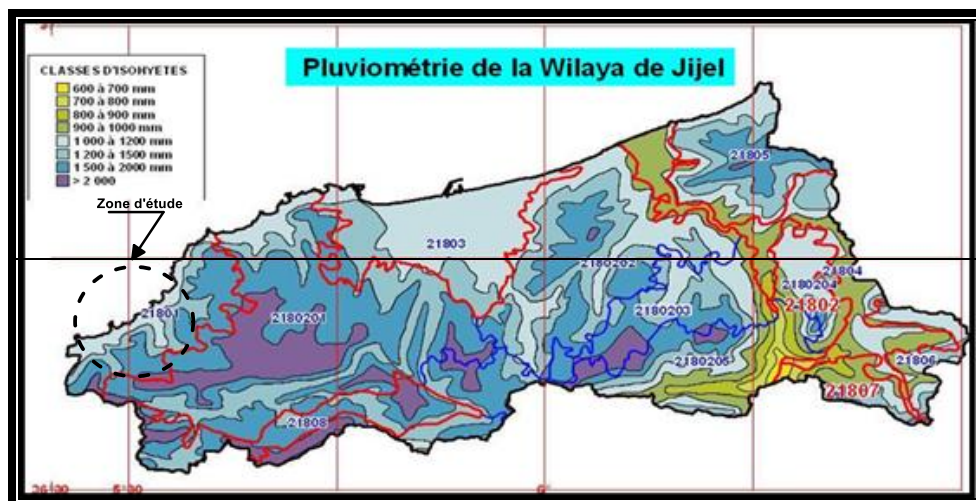 Pluviométrie de la Wilaya de Jijel
CLASSES D'ISOHYETES
600 à 700 mm
700 à 800 mm
800 à 900 mm
900 à 1000 mm
1 000 à 1200 mm
1 200 à 1500 mm
1 500 à 2000 mm
> 2 000
Zone d'étude
21805
21803
2180202
21804
2180204
21802
21801
2180201
2180203
2180205
21806
21807
21808